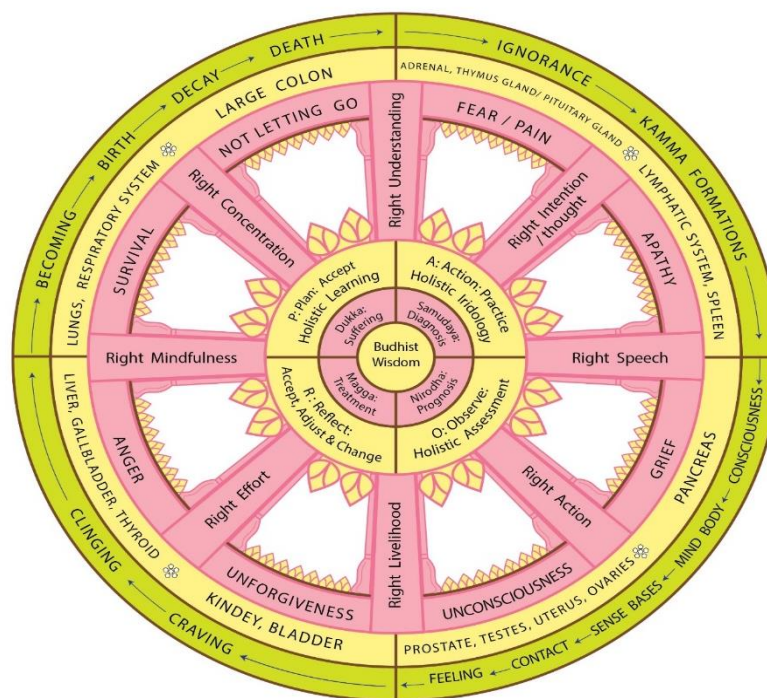 IGNORANCE
KAMMA FORMATIONS
CONSCIOUSNESS
MIND BODY
SENSE BASES
CONTACT
FEELING
CRAVING
CLINGING
BECOMING
BIRTH
DECAY
DEATH
ADRENAL, THYMUS GLAND/ PITUITARY GLAND
LYMPHATIC SYSTEM, SPLEEN
PANCREAS
PROSTATE, TESTES, UTERUS, OVARIES
KINDEY, BLADDER
LIVER, GALLBLADDER, THYROID
LUNGS, RESPIRATORY SYSTEM
LARGE COLON
FEAR / PAIN
APATHY
GRIEF
UNCONSCIOUSNESS
UNFORGIVENESS
ANGER
SURVIVAL
NOT LETTING GO
Right Understanding
Right Intention
/ thought
Right Speech
Right Action
Right Livelihood
Right Effort
Right Mindfulness
Right Concentration
P: Plan: Accept
Holistic Learning
A: Action: Practice
Holistic Iridology
O: Observe:
Holistic Assessment
R : Reflect:
Accept, Adjust & Change
Dukka:
Suffering
Samudaya:
Diagnosis
Nirodha:
Prognosis
Magga:
Treatment
Budhist
Wisdom